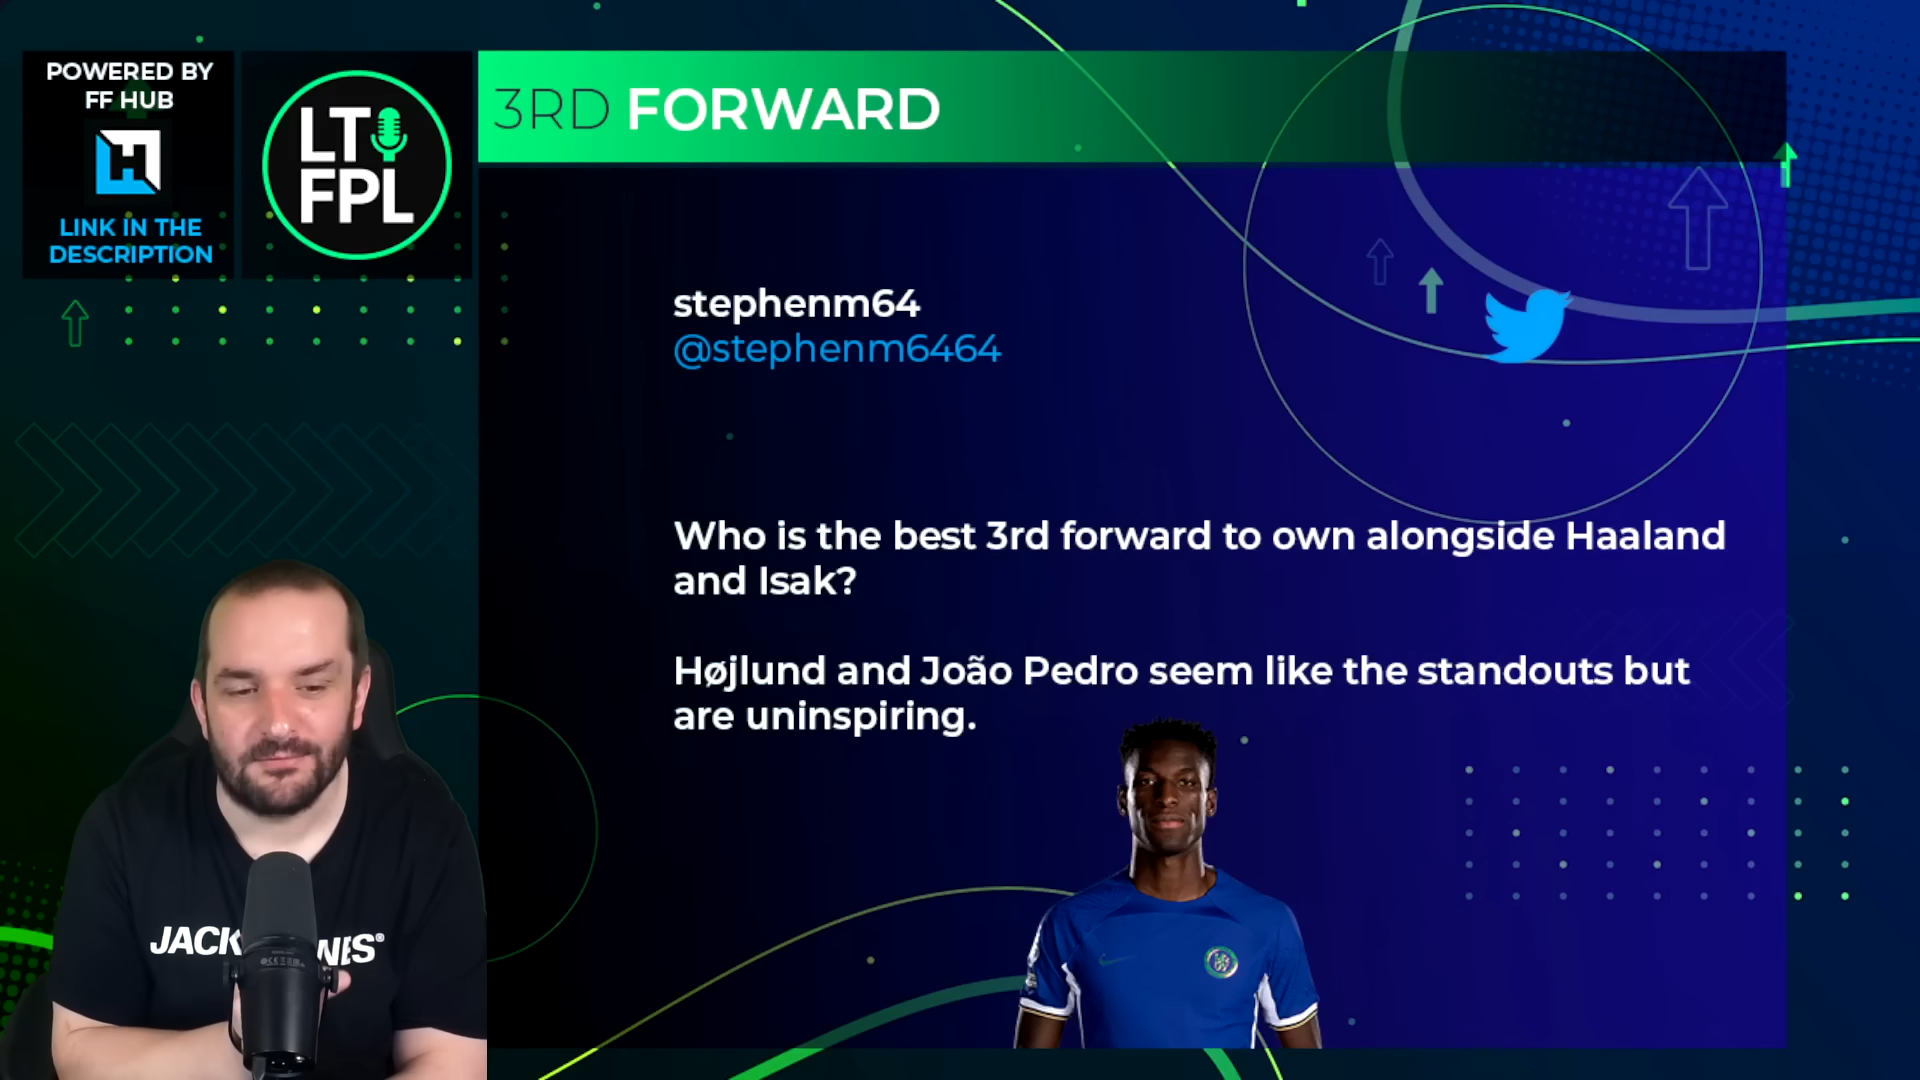 POWERED BY
FF HUB
LINK IN THE
DESCRIPTION
LT
FPL
3RD FORWARD
stephenm64
@stephenm6464
Who is the best 3rd forward to own alongside Haaland
and Isak?
Højlund and João Pedro seem like the standouts but
are uninspiring.